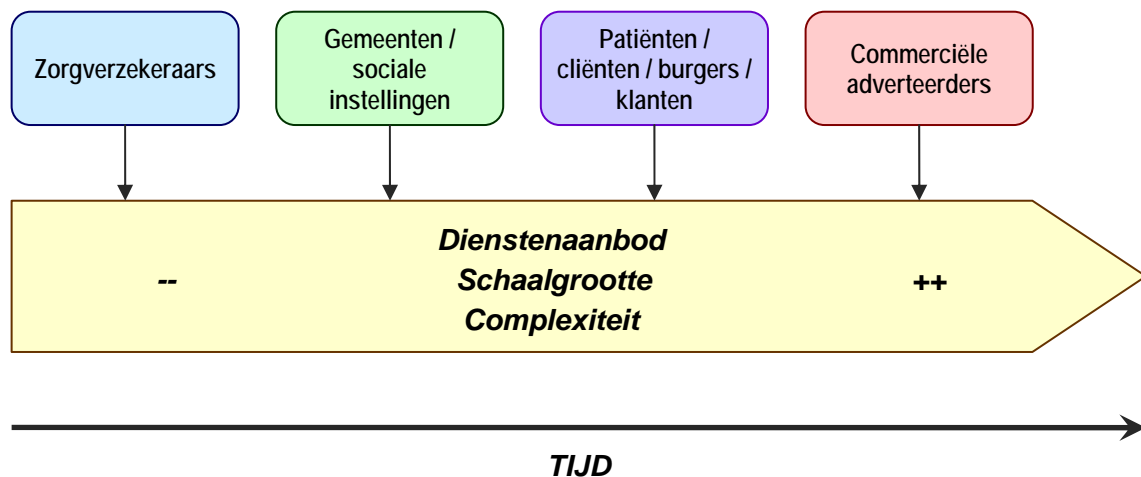 Zorgverzekeraars
Gemeenten /
sociale
instellingen
Patiënten /
cliënten / burgers /
klanten
Commerciële
adverteerders
Dienstenaanbod
-- Schaalgrootte ++
Complexiteit
TIJD